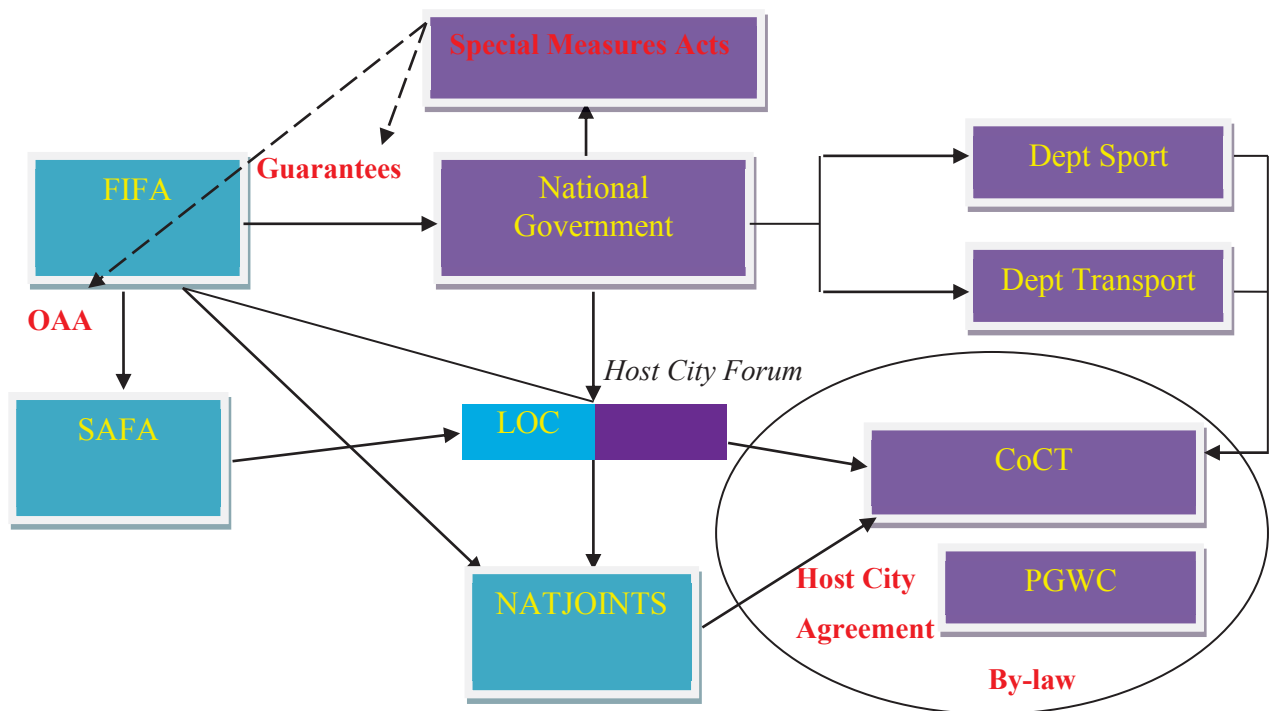 Special Measures Acts
FIFA
Guarantees
National
Government
Dept Sport
Dept Transport
OAA
Host City Forum
SAFA
LOC
CoCT
NATJOINTS
Host City
Agreement
PGWC
By-law